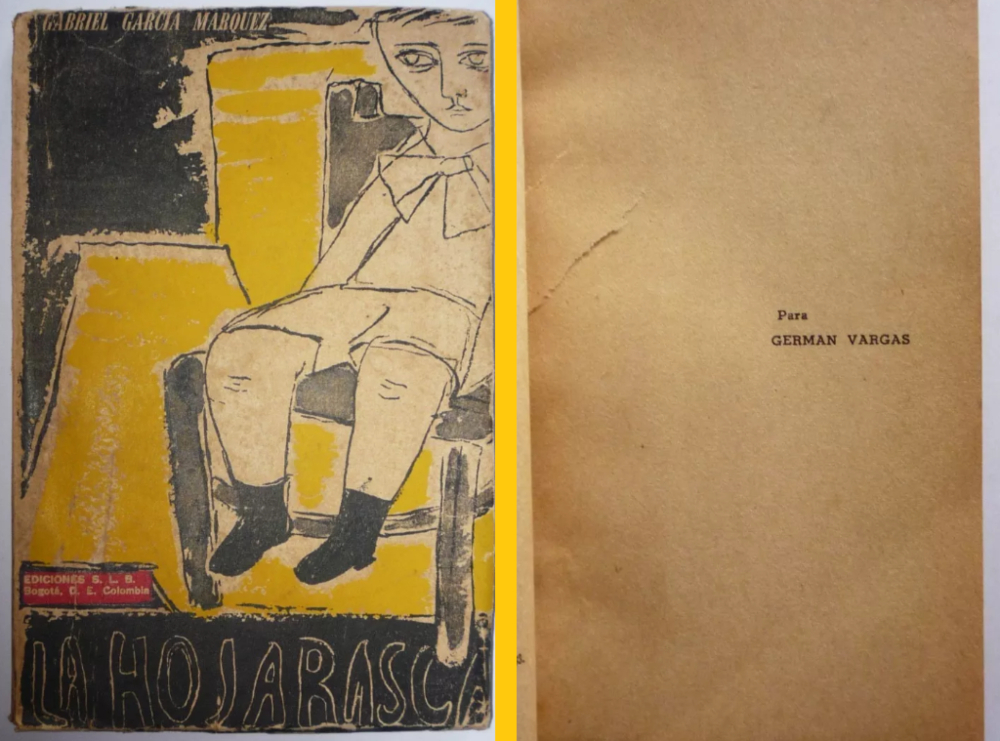 GABRIEL GARCIA MARQUEZ
EDICIONES S. L. B.
Bogotá, D. E. Colombia
LA HOJARASCA
Para
GERMAN VARGAS